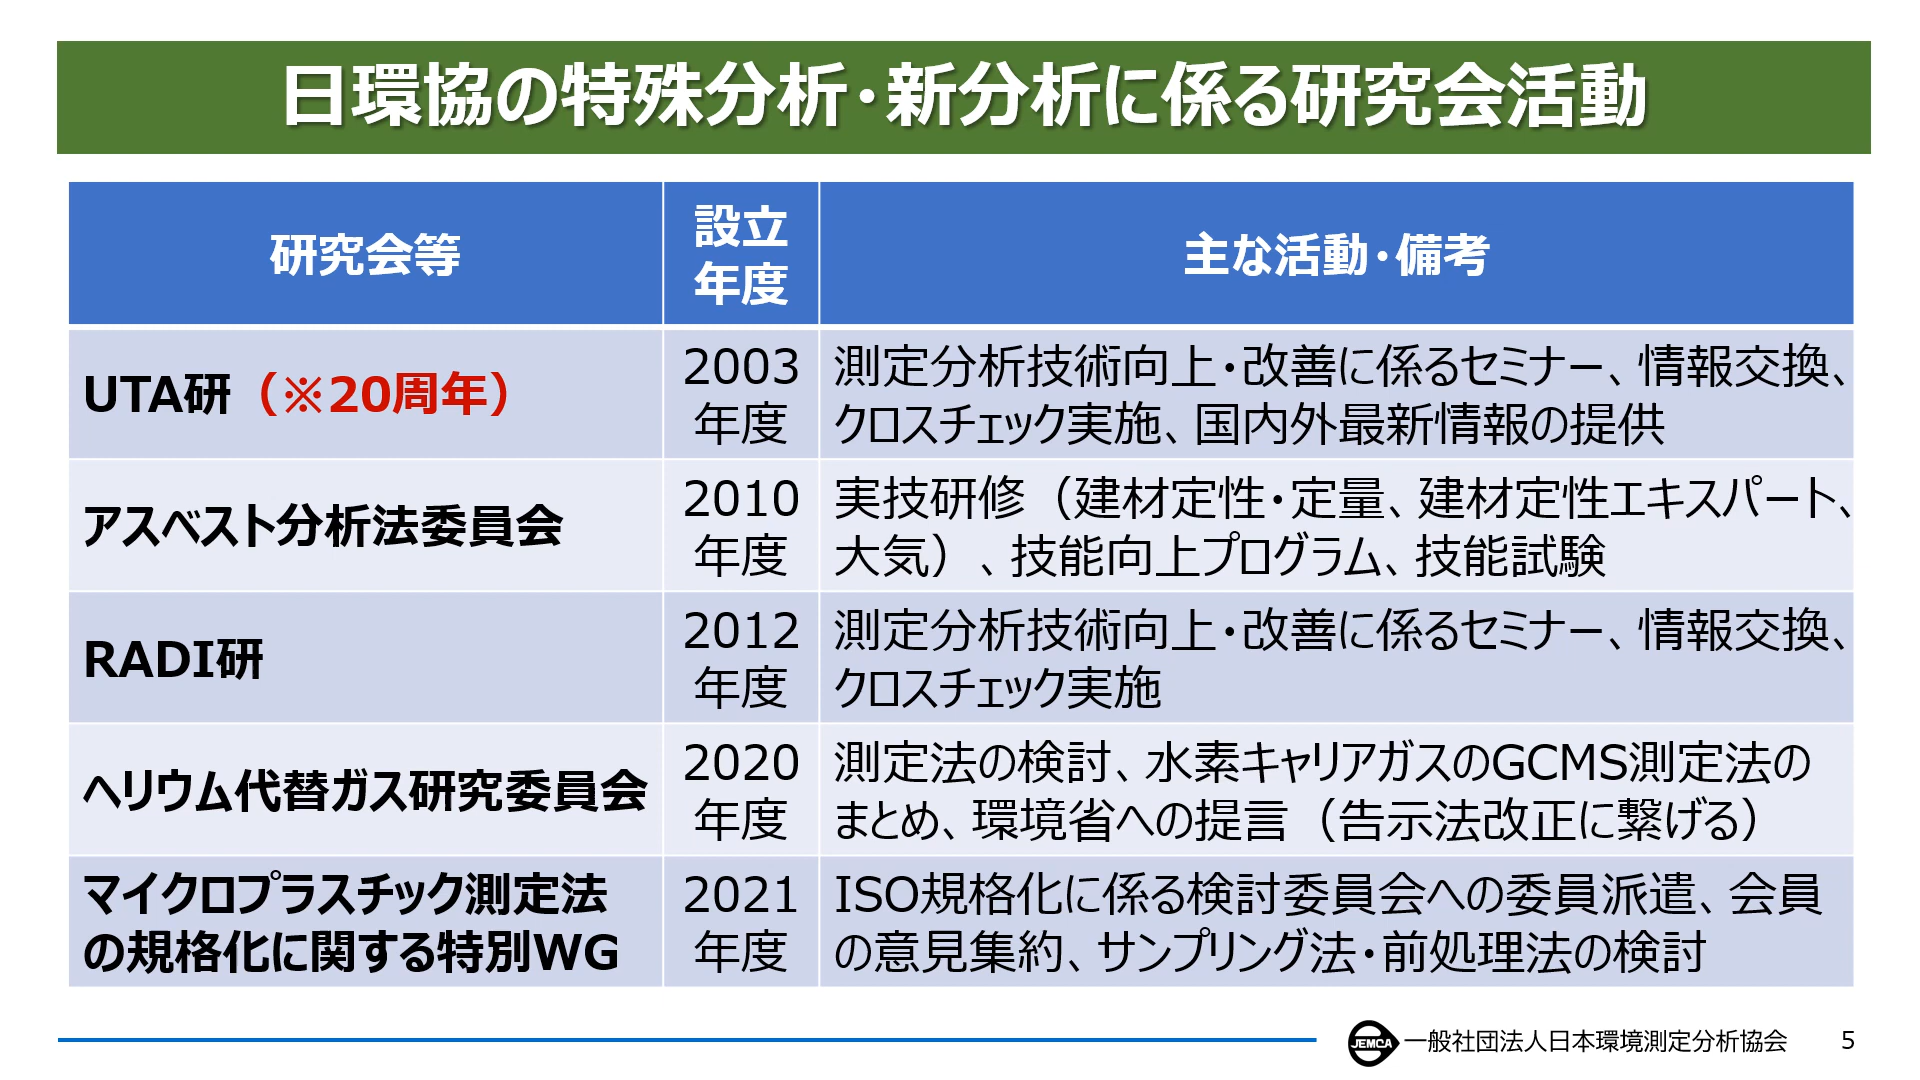 日環協の特殊分析・新分析に係る研究会活動
研究会等
設立
年度
主な活動・備考
UTA研（※20周年）
2003
年度
測定分析技術向上・改善に係るセミナー、情報交換、
クロスチェック実施、国内外最新情報の提供
アスベスト分析法委員会
2010
年度
実技研修（建材定性・定量、建材定性エキスパート、
大気）、技能向上プログラム、技能試験
RADI研
2012
年度
測定分析技術向上・改善に係るセミナー、情報交換、
クロスチェック実施
ヘリウム代替ガス研究委員会
2020
年度
測定法の検討、水素キャリアガスのGCMS測定法の
まとめ、環境省への提言（告示法改正に繋げる）
マイクロプラスチック測定法
の規格化に関する特別WG
2021
年度
ISO規格化に係る検討委員会への委員派遣、会員
の意見集約、サンプリング法・前処理法の検討
JEMCA
一般社団法人日本環境測定分析協会
5